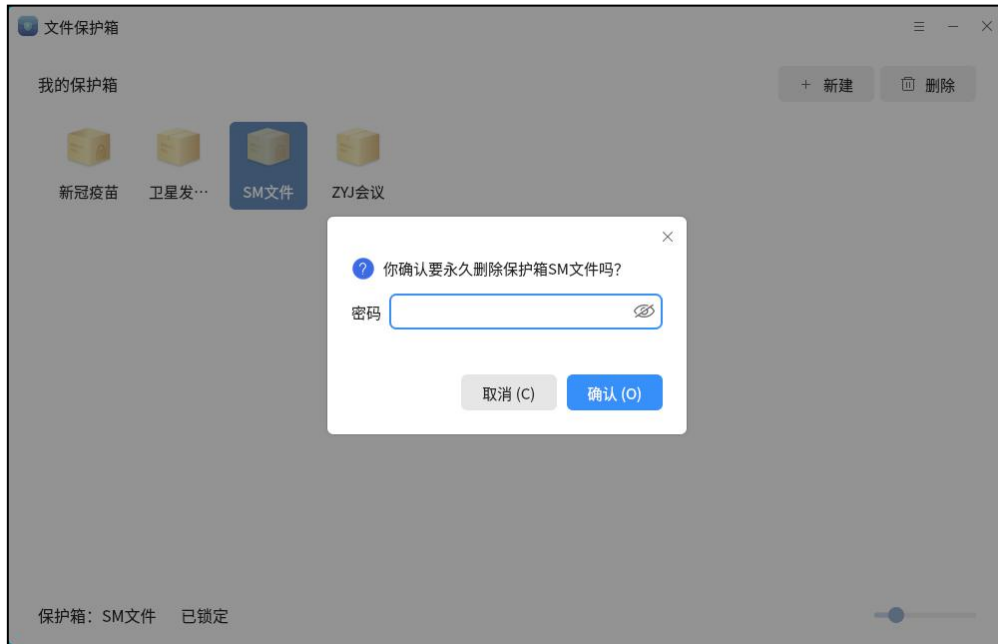 文件保护箱
我的保护箱
+ 新建
删除
新冠疫苗 卫星发… SM文件 ZYJ会议
你确认要永久删除保护箱SM文件吗?
密码
取消 (C) 确认 (O)
保护箱: SM文件 已锁定